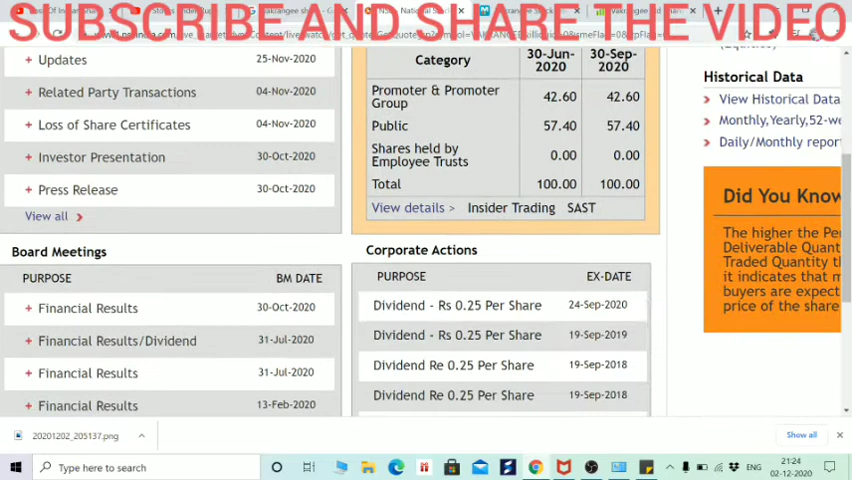 SUBSCRIBE AND SHARE THE VIDEO
+ Updates 25-Nov-2020
+ Related Party Transactions 04-Nov-2020
+ Loss of Share Certificates 04-Nov-2020
+ Investor Presentation 30-Oct-2020
+ Press Release 30-Oct-2020
View all
Category 30-Jun-2020 30-Sep-2020
Promoter & Promoter Group 42.60 42.60
Public 57.40 57.40
Shares held by Employee Trusts 0.00 0.00
Total 100.00 100.00
View details > Insider Trading SAST
(Equities)
Historical Data
View Historical Data
Monthly,Yearly,52-we
Daily/Monthly report
Did You Know
The higher the Per
Deliverable Quant
Traded Quantity th
it indicates that m
buyers are expect
price of the share
Board Meetings
PURPOSE BM DATE
+ Financial Results 30-Oct-2020
+ Financial Results/Dividend 31-Jul-2020
+ Financial Results 31-Jul-2020
+ Financial Results 13-Feb-2020
Corporate Actions
PURPOSE EX-DATE
Dividend - Rs 0.25 Per Share 24-Sep-2020
Dividend - Rs 0.25 Per Share 19-Sep-2019
Dividend Re 0.25 Per Share 19-Sep-2018
Dividend Re 0.25 Per Share 19-Sep-2018
20201202_205137.png
Show all
Type here to search
ENG
21:24
02-12-2020